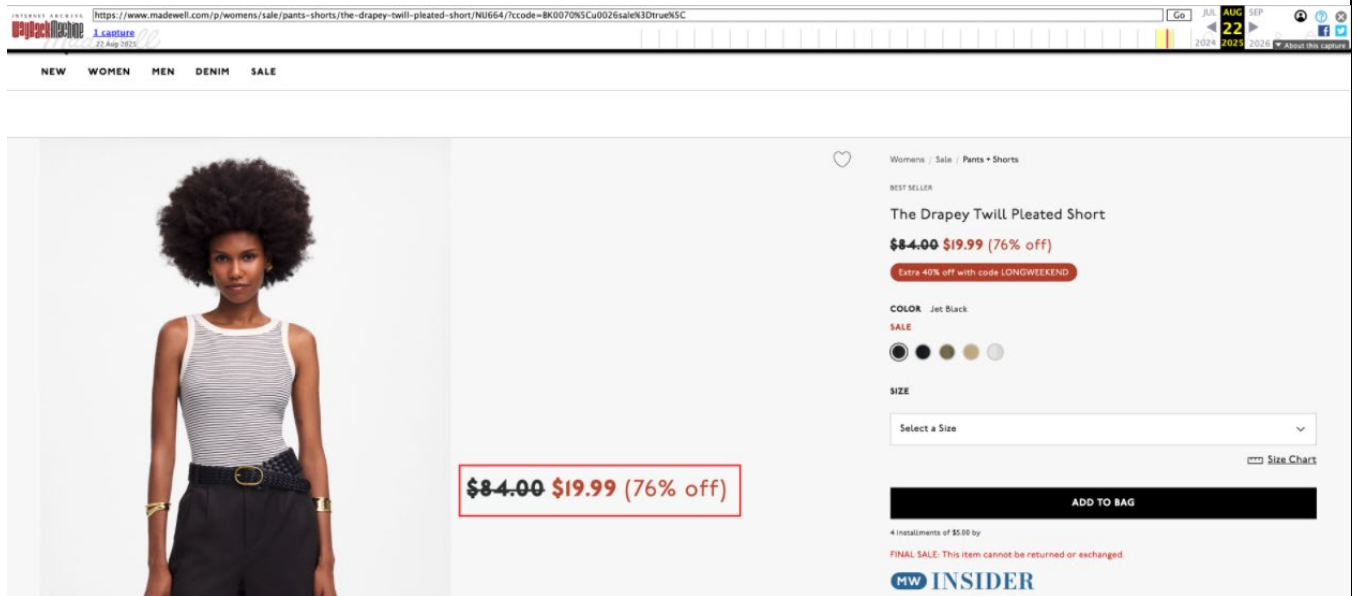 INTERNET ARCHIVE
WayBackMachine
https://www.madewell.com/p/womens/sale/pants-shorts/the-drapey-twill-pleated-short/NU664/?ccode=BK0070%5Cu0026sale%3Dtrue%5C
Go
JUL AUG SEP
1 capture
22
22 Aug 2025
2024 2025 2026
About this capture
Madewell
NEW WOMEN MEN DENIM SALE
Womens / Sale / Pants + Shorts
BEST SELLER
The Drapey Twill Pleated Short
$84.00 $19.99 (76% off)
Extra 40% off with code LONGWEEKEND
COLOR Jet Black
SALE
SIZE
Select a Size
Size Chart
$84.00 $19.99 (76% off)
ADD TO BAG
4 installments of $5.00 by
FINAL SALE: This item cannot be returned or exchanged.
MW INSIDER